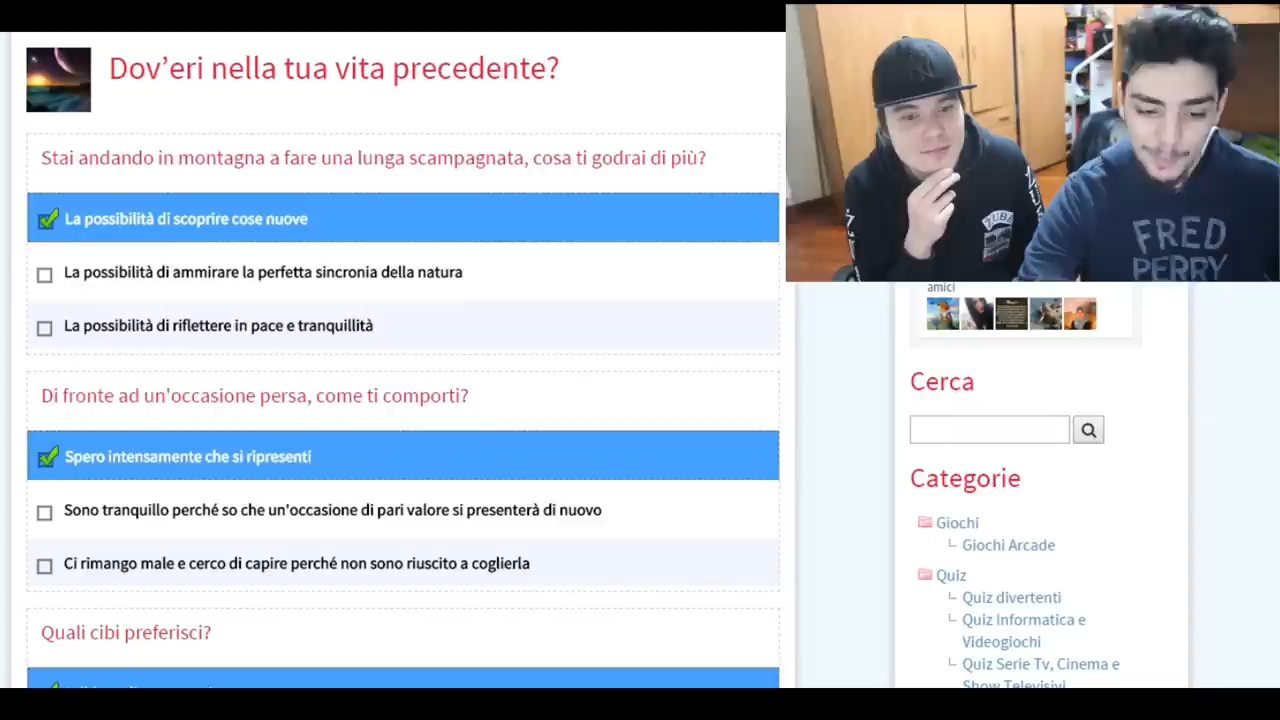 Dov'eri nella tua vita precedente?
Stai andando in montagna a fare una lunga scampagnata, cosa ti godrai di più?
La possibilità di scoprire cose nuove
La possibilità di ammirare la perfetta sincronia della natura
La possibilità di riflettere in pace e tranquillità
Di fronte ad un'occasione persa, come ti comporti?
Spero intensamente che si ripresenti
Sono tranquillo perché so che un'occasione di pari valore si presenterà di nuovo
Ci rimango male e cerco di capire perché non sono riuscito a coglierla
Quali cibi preferisci?
FRED
PERRY
amici
Cerca
Categorie
Giochi
Giochi Arcade
Quiz
Quiz divertenti
Quiz Informatica e
Videogiochi
Quiz Serie Tv, Cinema e
Show Televisivi